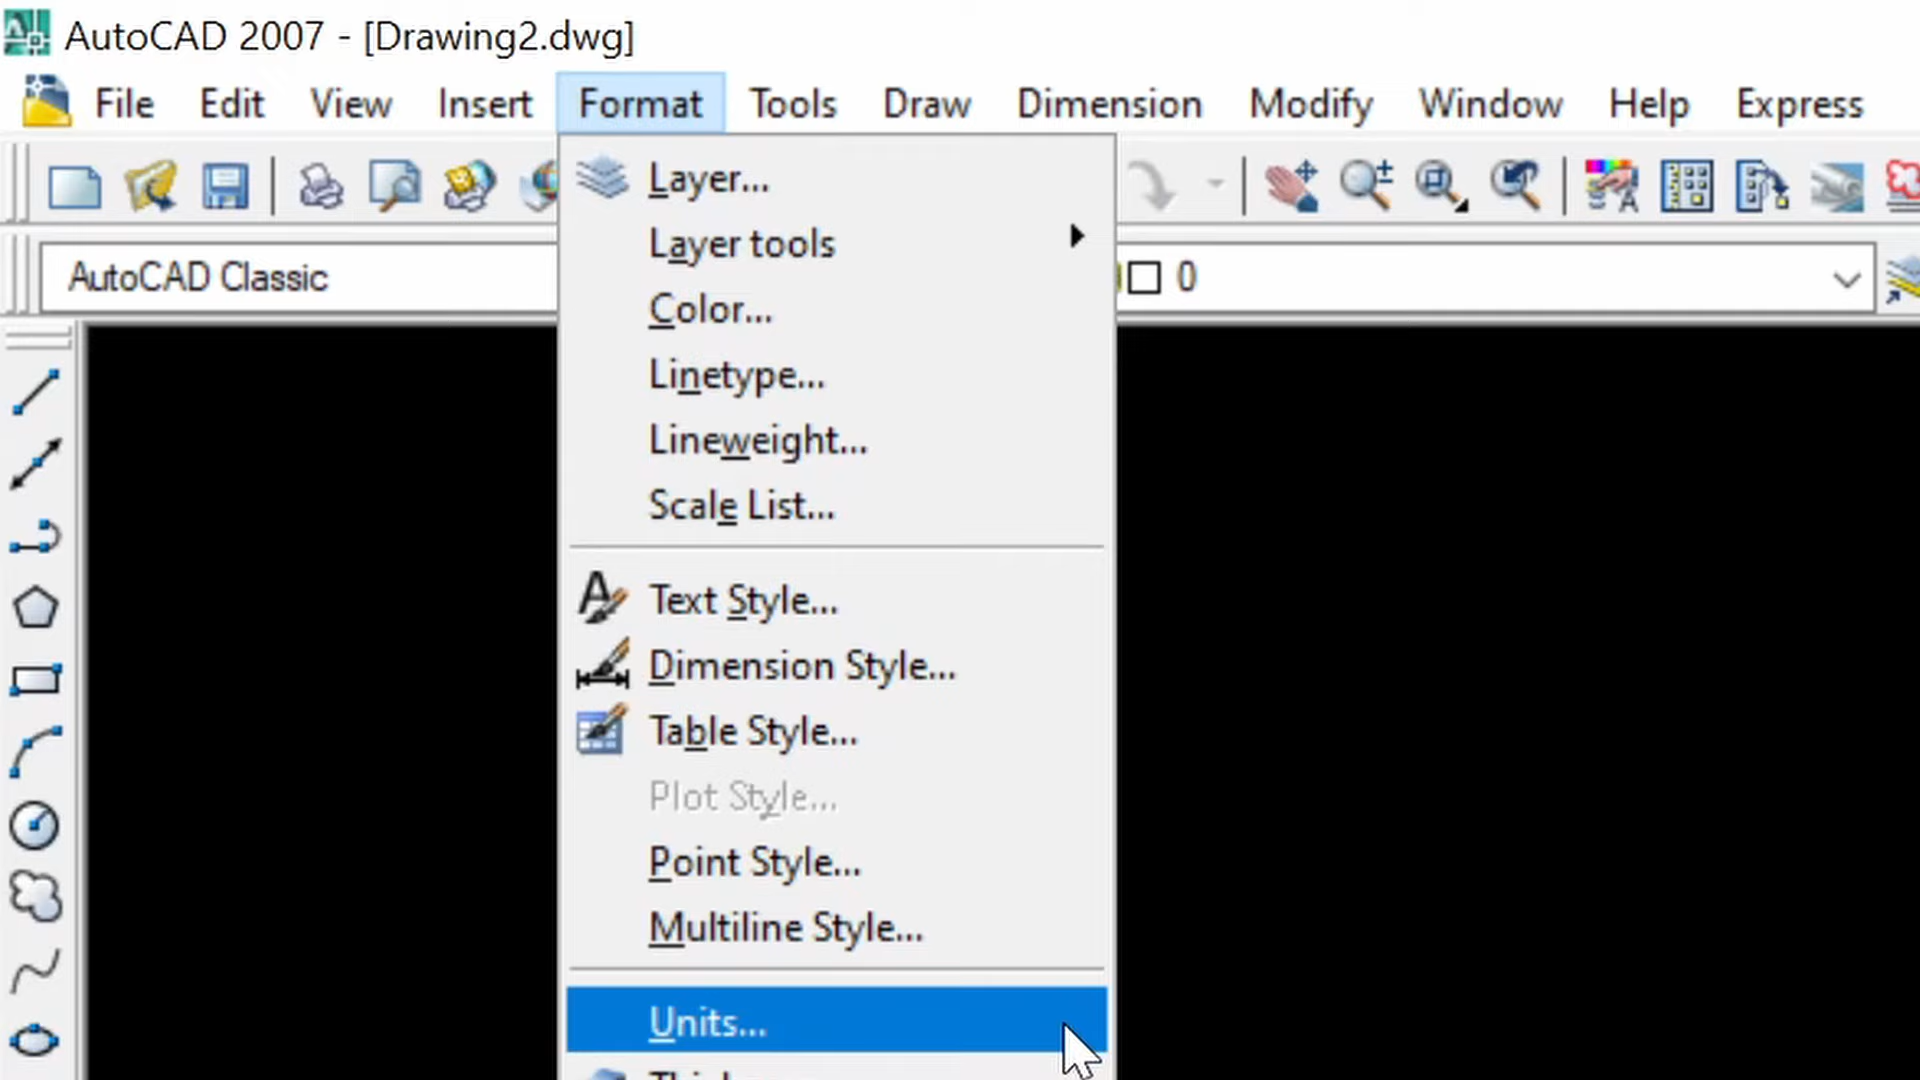 AutoCAD 2007 - [Drawing2.dwg]
File Edit View Insert Format Tools Draw Dimension Modify Window Help Express
Layer...
Layer tools
AutoCAD Classic
0
Color...
Linetype...
Lineweight...
Scale List...
Text Style...
Dimension Style...
Table Style...
Plot Style...
Point Style...
Multiline Style...
Units...